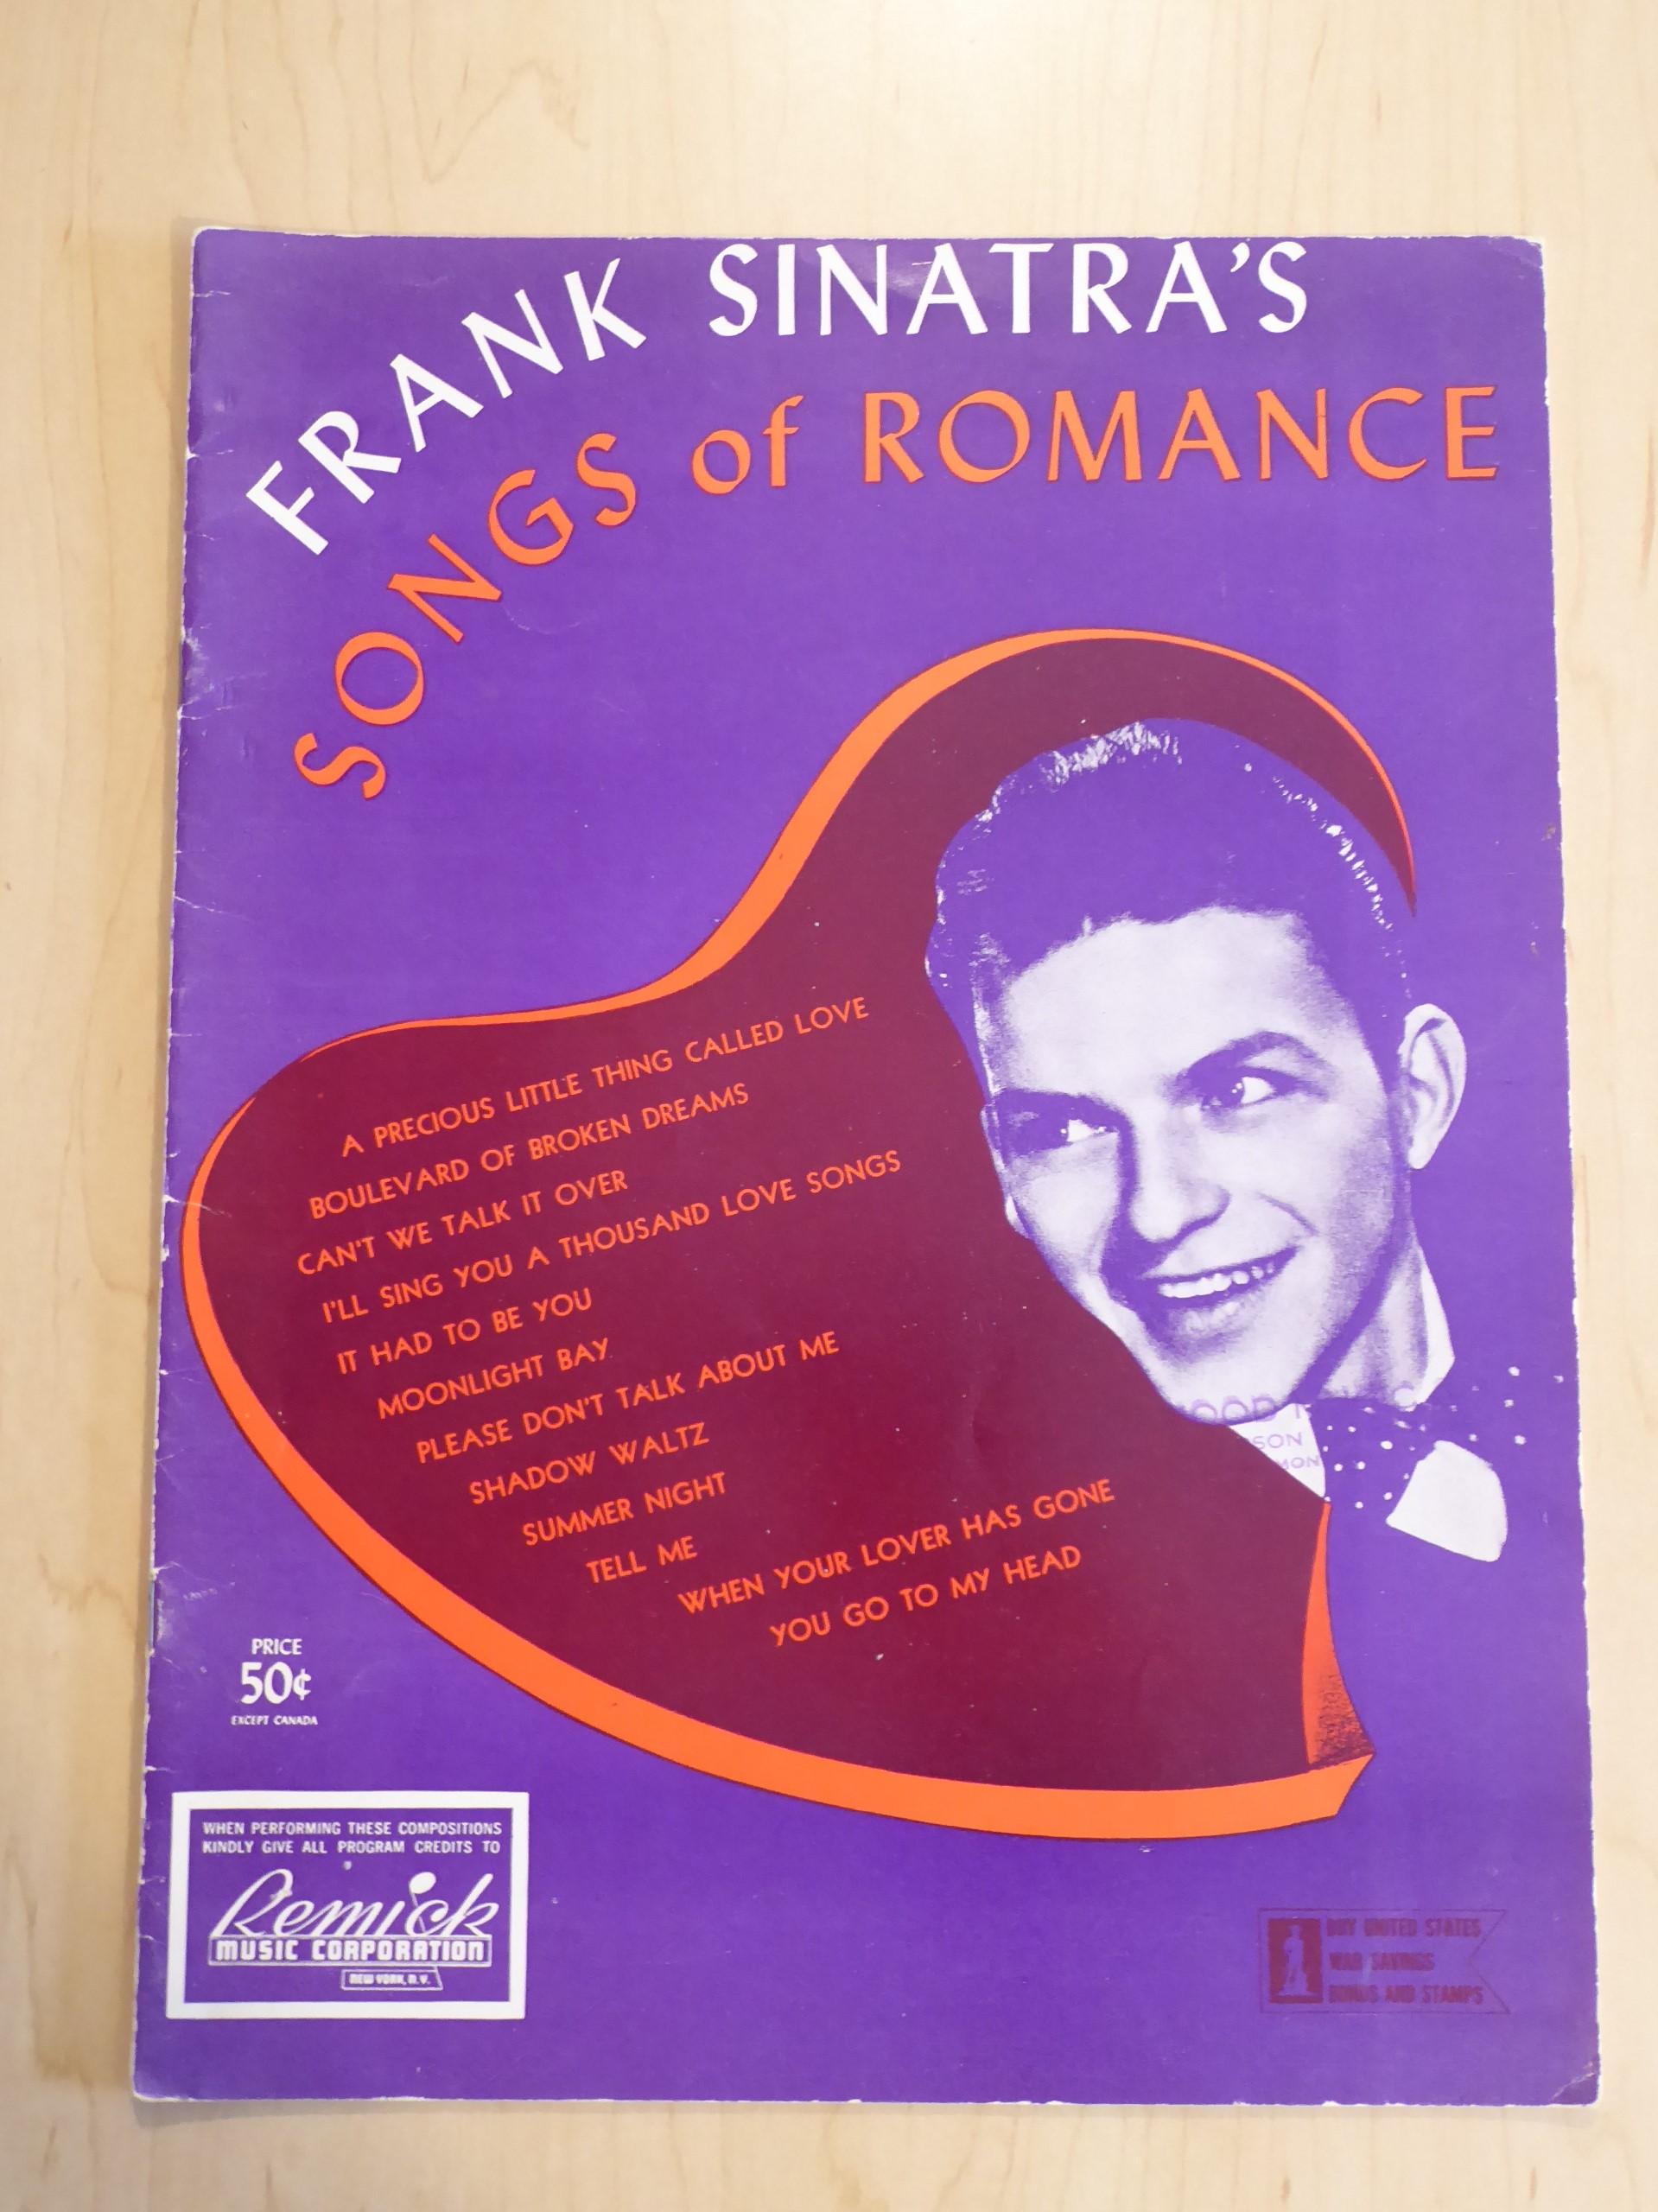 FRANK SINATRA'S
SONGS of ROMANCE
A PRECIOUS LITTLE THING CALLED LOVE
BOULEVARD OF BROKEN DREAMS
CAN'T WE TALK IT OVER
I'LL SING YOU A THOUSAND LOVE SONGS
IT HAD TO BE YOU
MOONLIGHT BAY
PLEASE DON'T TALK ABOUT ME
SHADOW WALTZ
SUMMER NIGHT
TELL ME
WHEN YOUR LOVER HAS GONE
YOU GO TO MY HEAD
PRICE
50¢
EXCEPT CANADA
WHEN PERFORMING THESE COMPOSITIONS
KINDLY GIVE ALL PROGRAM CREDITS TO
Remick
MUSIC CORPORATION
NEW YORK, N. Y.
BUY UNITED STATES
WAR SAVINGS
BONDS AND STAMPS